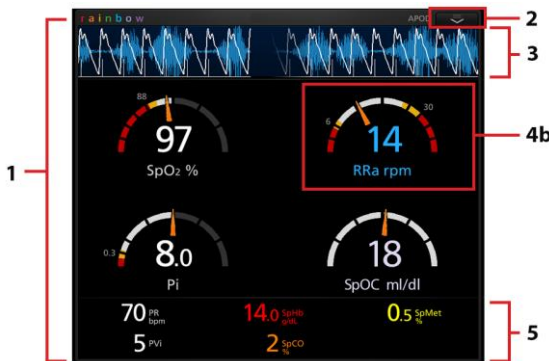 rainbow APOD 2
3
88
97
SpO₂ %
6 30
14
RRa rpm
4b
1
0.3
8.0
Pi
18
SpOC ml/dl
70 PR bpm 14.0 SpHb g/dL 0.5 SpMet %
5 PVi 2 SpCO %
5